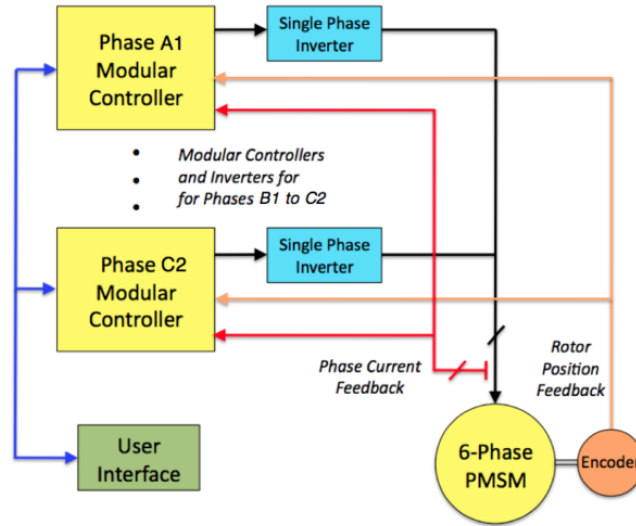 Phase A1
Modular
Controller
Single Phase
Inverter
Modular Controllers
and Inverters for
for Phases B1 to C2
Phase C2
Modular
Controller
Single Phase
Inverter
Phase Current
Feedback
Rotor
Position
Feedback
User
Interface
6-Phase
PMSM
Encoder